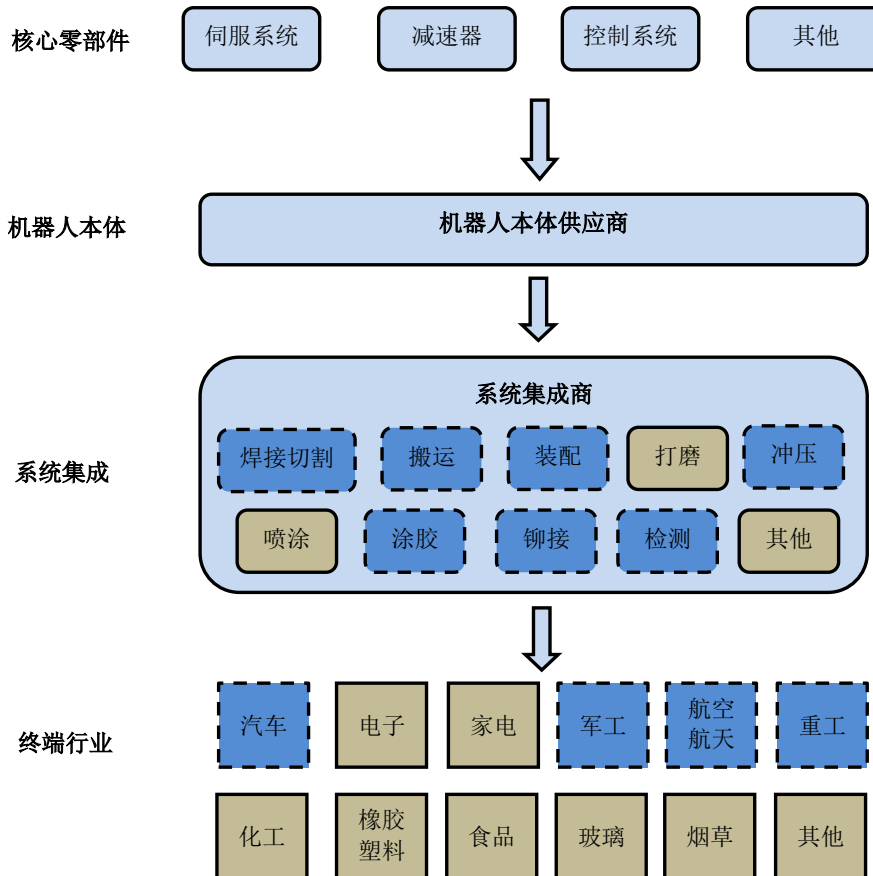 核心零部件
伺服系统
减速器
控制系统
其他
机器人本体
机器人本体供应商
系统集成
系统集成商
焊接切割
搬运
装配
打磨
冲压
喷涂
涂胶
铆接
检测
其他
终端行业
汽车
电子
家电
军工
航空
航天
重工
化工
橡胶
塑料
食品
玻璃
烟草
其他